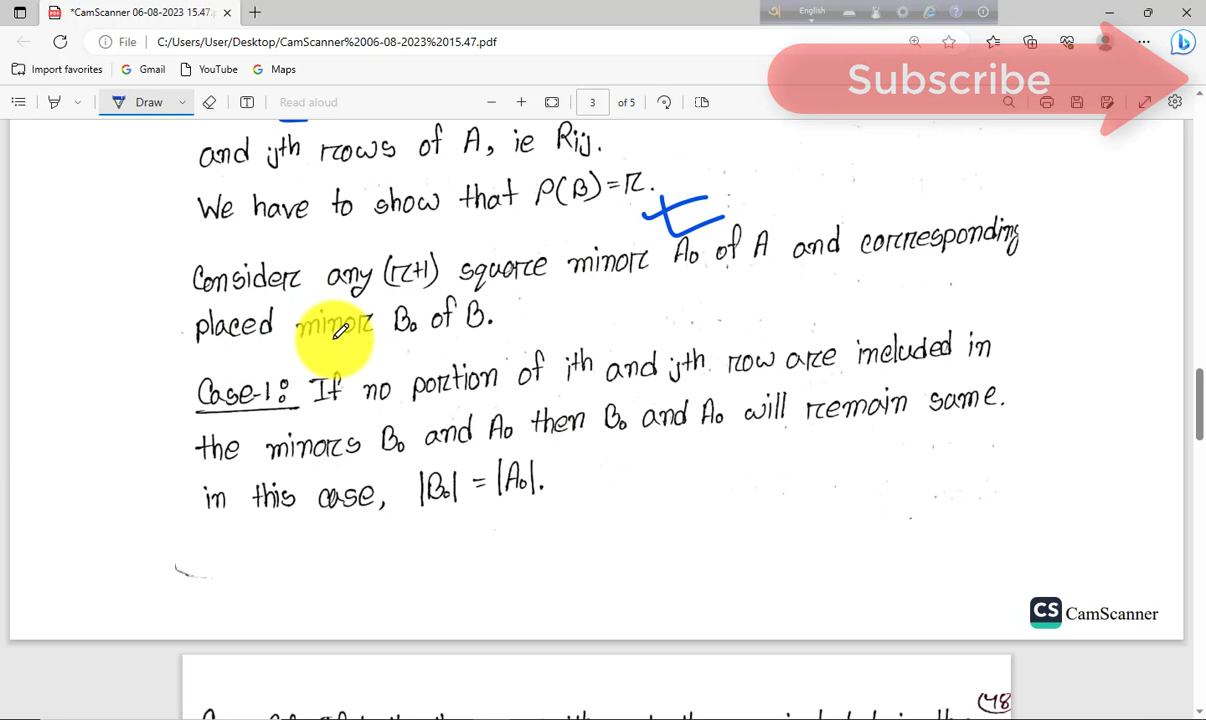 *CamScanner 06-08-2023 15.47.p
English
File
C:/Users/User/Desktop/CamScanner%2006-08-2023%2015.47.pdf
Import favorites
Gmail
YouTube
Maps
Subscribe
Draw
Read aloud
3 of 5
and jth rows of A, ie Rij.
We have to show that ρ(B)=r.
Consider any (r+1) square minor A₀ of A and corresponding
placed minor B₀ of B.
Case-1: If no portion of ith and jth row are included in
the minors B₀ and A₀ then B₀ and A₀ will remain same.
in this case, |B₀| = |A₀|.
CS CamScanner
(48